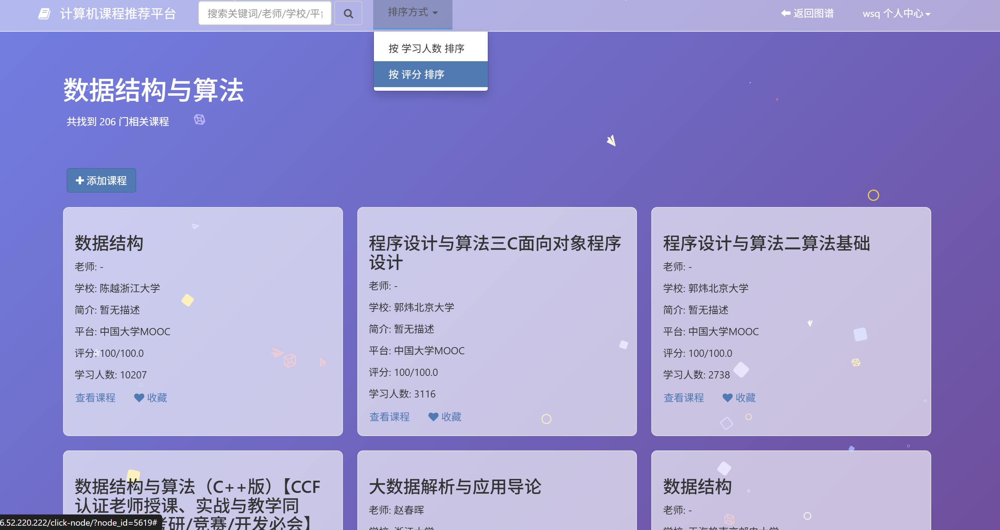 计算机课程推荐平台
搜索关键词/老师/学校/平
排序方式
返回图谱
wsq 个人中心
按 学习人数 排序
按 评分 排序
数据结构与算法
共找到 206 门相关课程
添加课程
数据结构
老师: -
学校: 陈越浙江大学
简介: 暂无描述
平台: 中国大学MOOC
评分: 100/100.0
学习人数: 10207
查看课程
收藏
程序设计与算法三C面向对象程序
设计
老师: -
学校: 郭炜北京大学
简介: 暂无描述
平台: 中国大学MOOC
评分: 100/100.0
学习人数: 3116
查看课程
收藏
程序设计与算法二算法基础
老师: -
学校: 郭炜北京大学
简介: 暂无描述
平台: 中国大学MOOC
评分: 100/100.0
学习人数: 2738
查看课程
收藏
数据结构与算法（C++版）【CCF
认证老师授课、实战与教学同
考研/竞赛/开发必会】
大数据解析与应用导论
老师: 赵春晖
学校: 浙江大学
数据结构
老师: -
6.52.220.222/click-node/?node_id=5619#